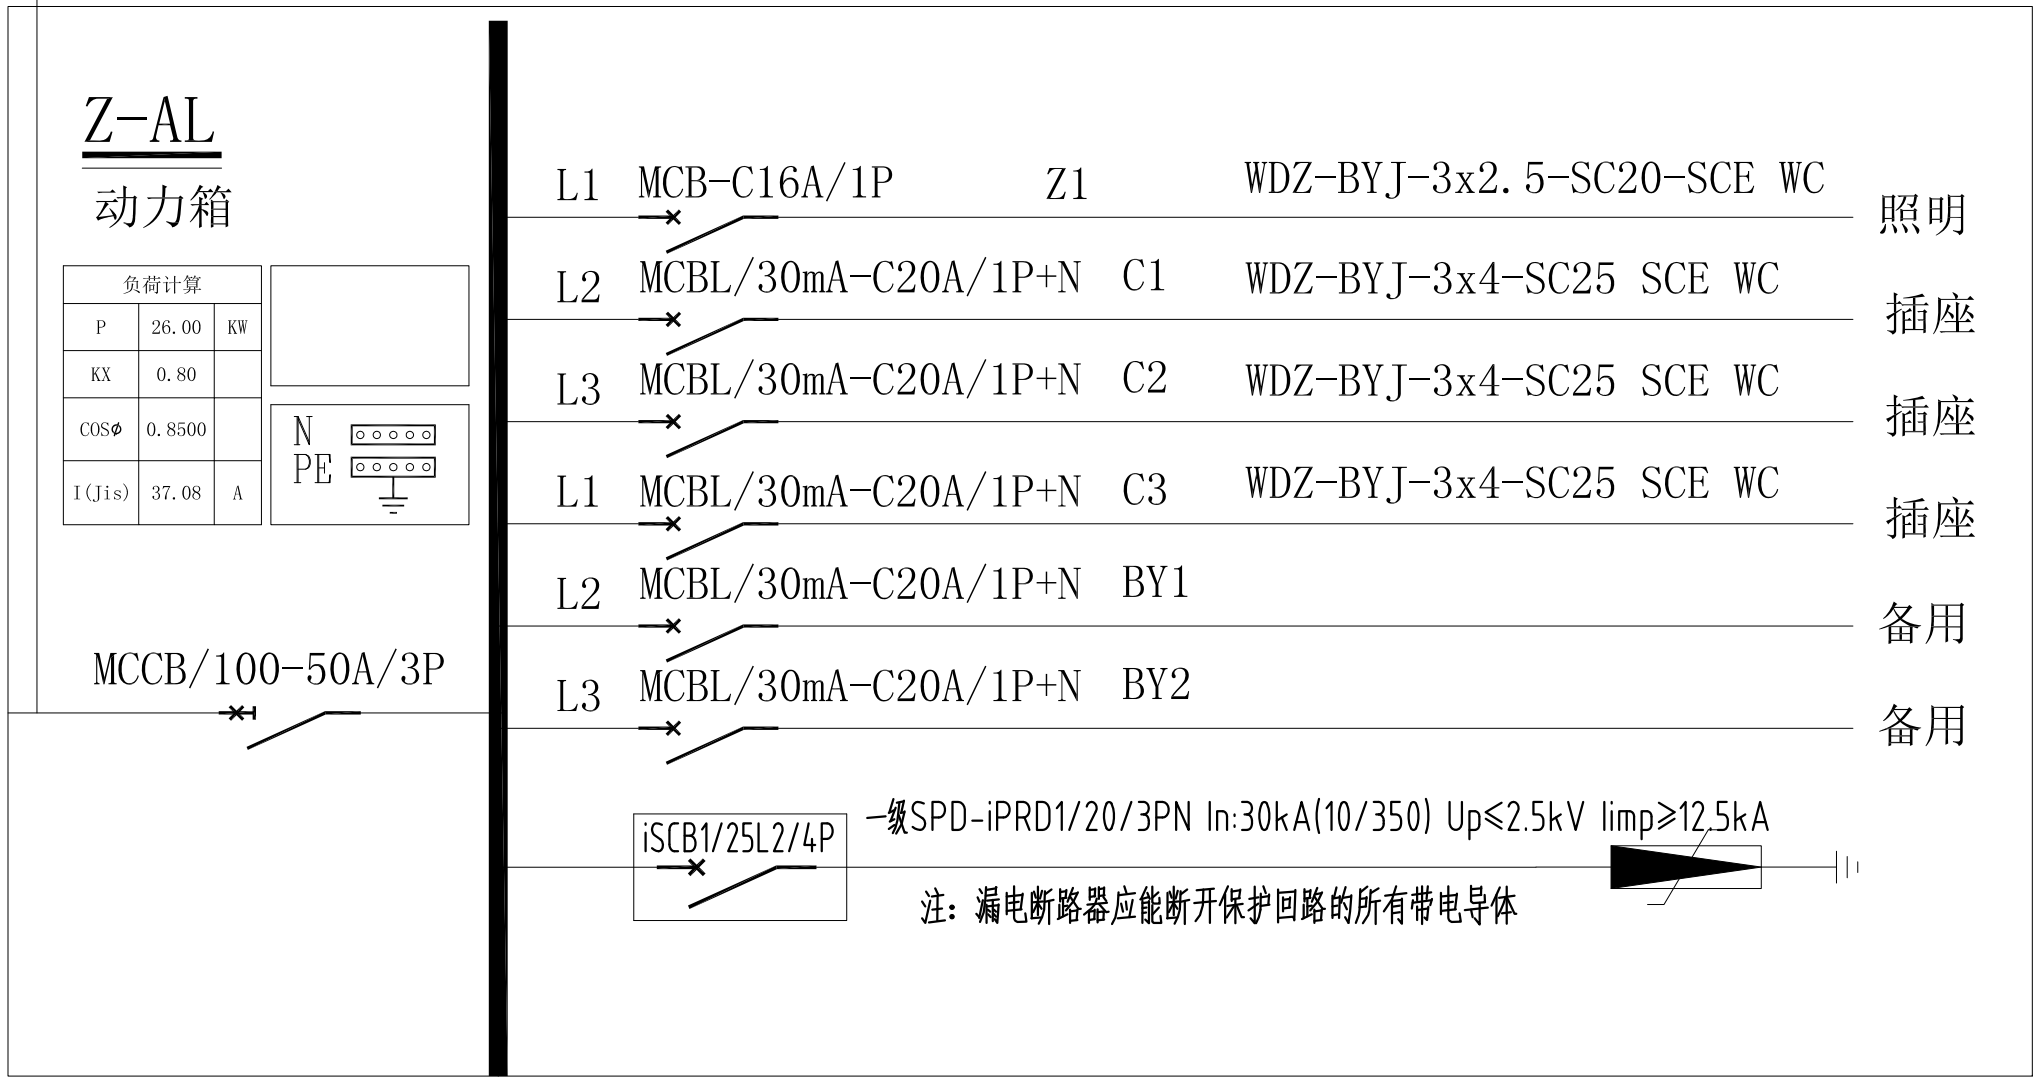 Z-AL
动力箱
负荷计算
P 26.00 KW
KX 0.80
COSφ 0.8500
I(Jis) 37.08 A
N
PE
MCCB/100-50A/3P
L1 MCB-C16A/1P Z1 WDZ-BYJ-3x2.5-SC20-SCE WC 照明
L2 MCBL/30mA-C20A/1P+N C1 WDZ-BYJ-3x4-SC25 SCE WC 插座
L3 MCBL/30mA-C20A/1P+N C2 WDZ-BYJ-3x4-SC25 SCE WC 插座
L1 MCBL/30mA-C20A/1P+N C3 WDZ-BYJ-3x4-SC25 SCE WC 插座
L2 MCBL/30mA-C20A/1P+N BY1 备用
L3 MCBL/30mA-C20A/1P+N BY2 备用
iSCB1/25L2/4P 一级SPD-iPRD1/20/3PN In:30kA(10/350) Up≤2.5kV Iimp≥12.5kA
注：漏电断路器应能断开保护回路的所有带电导体